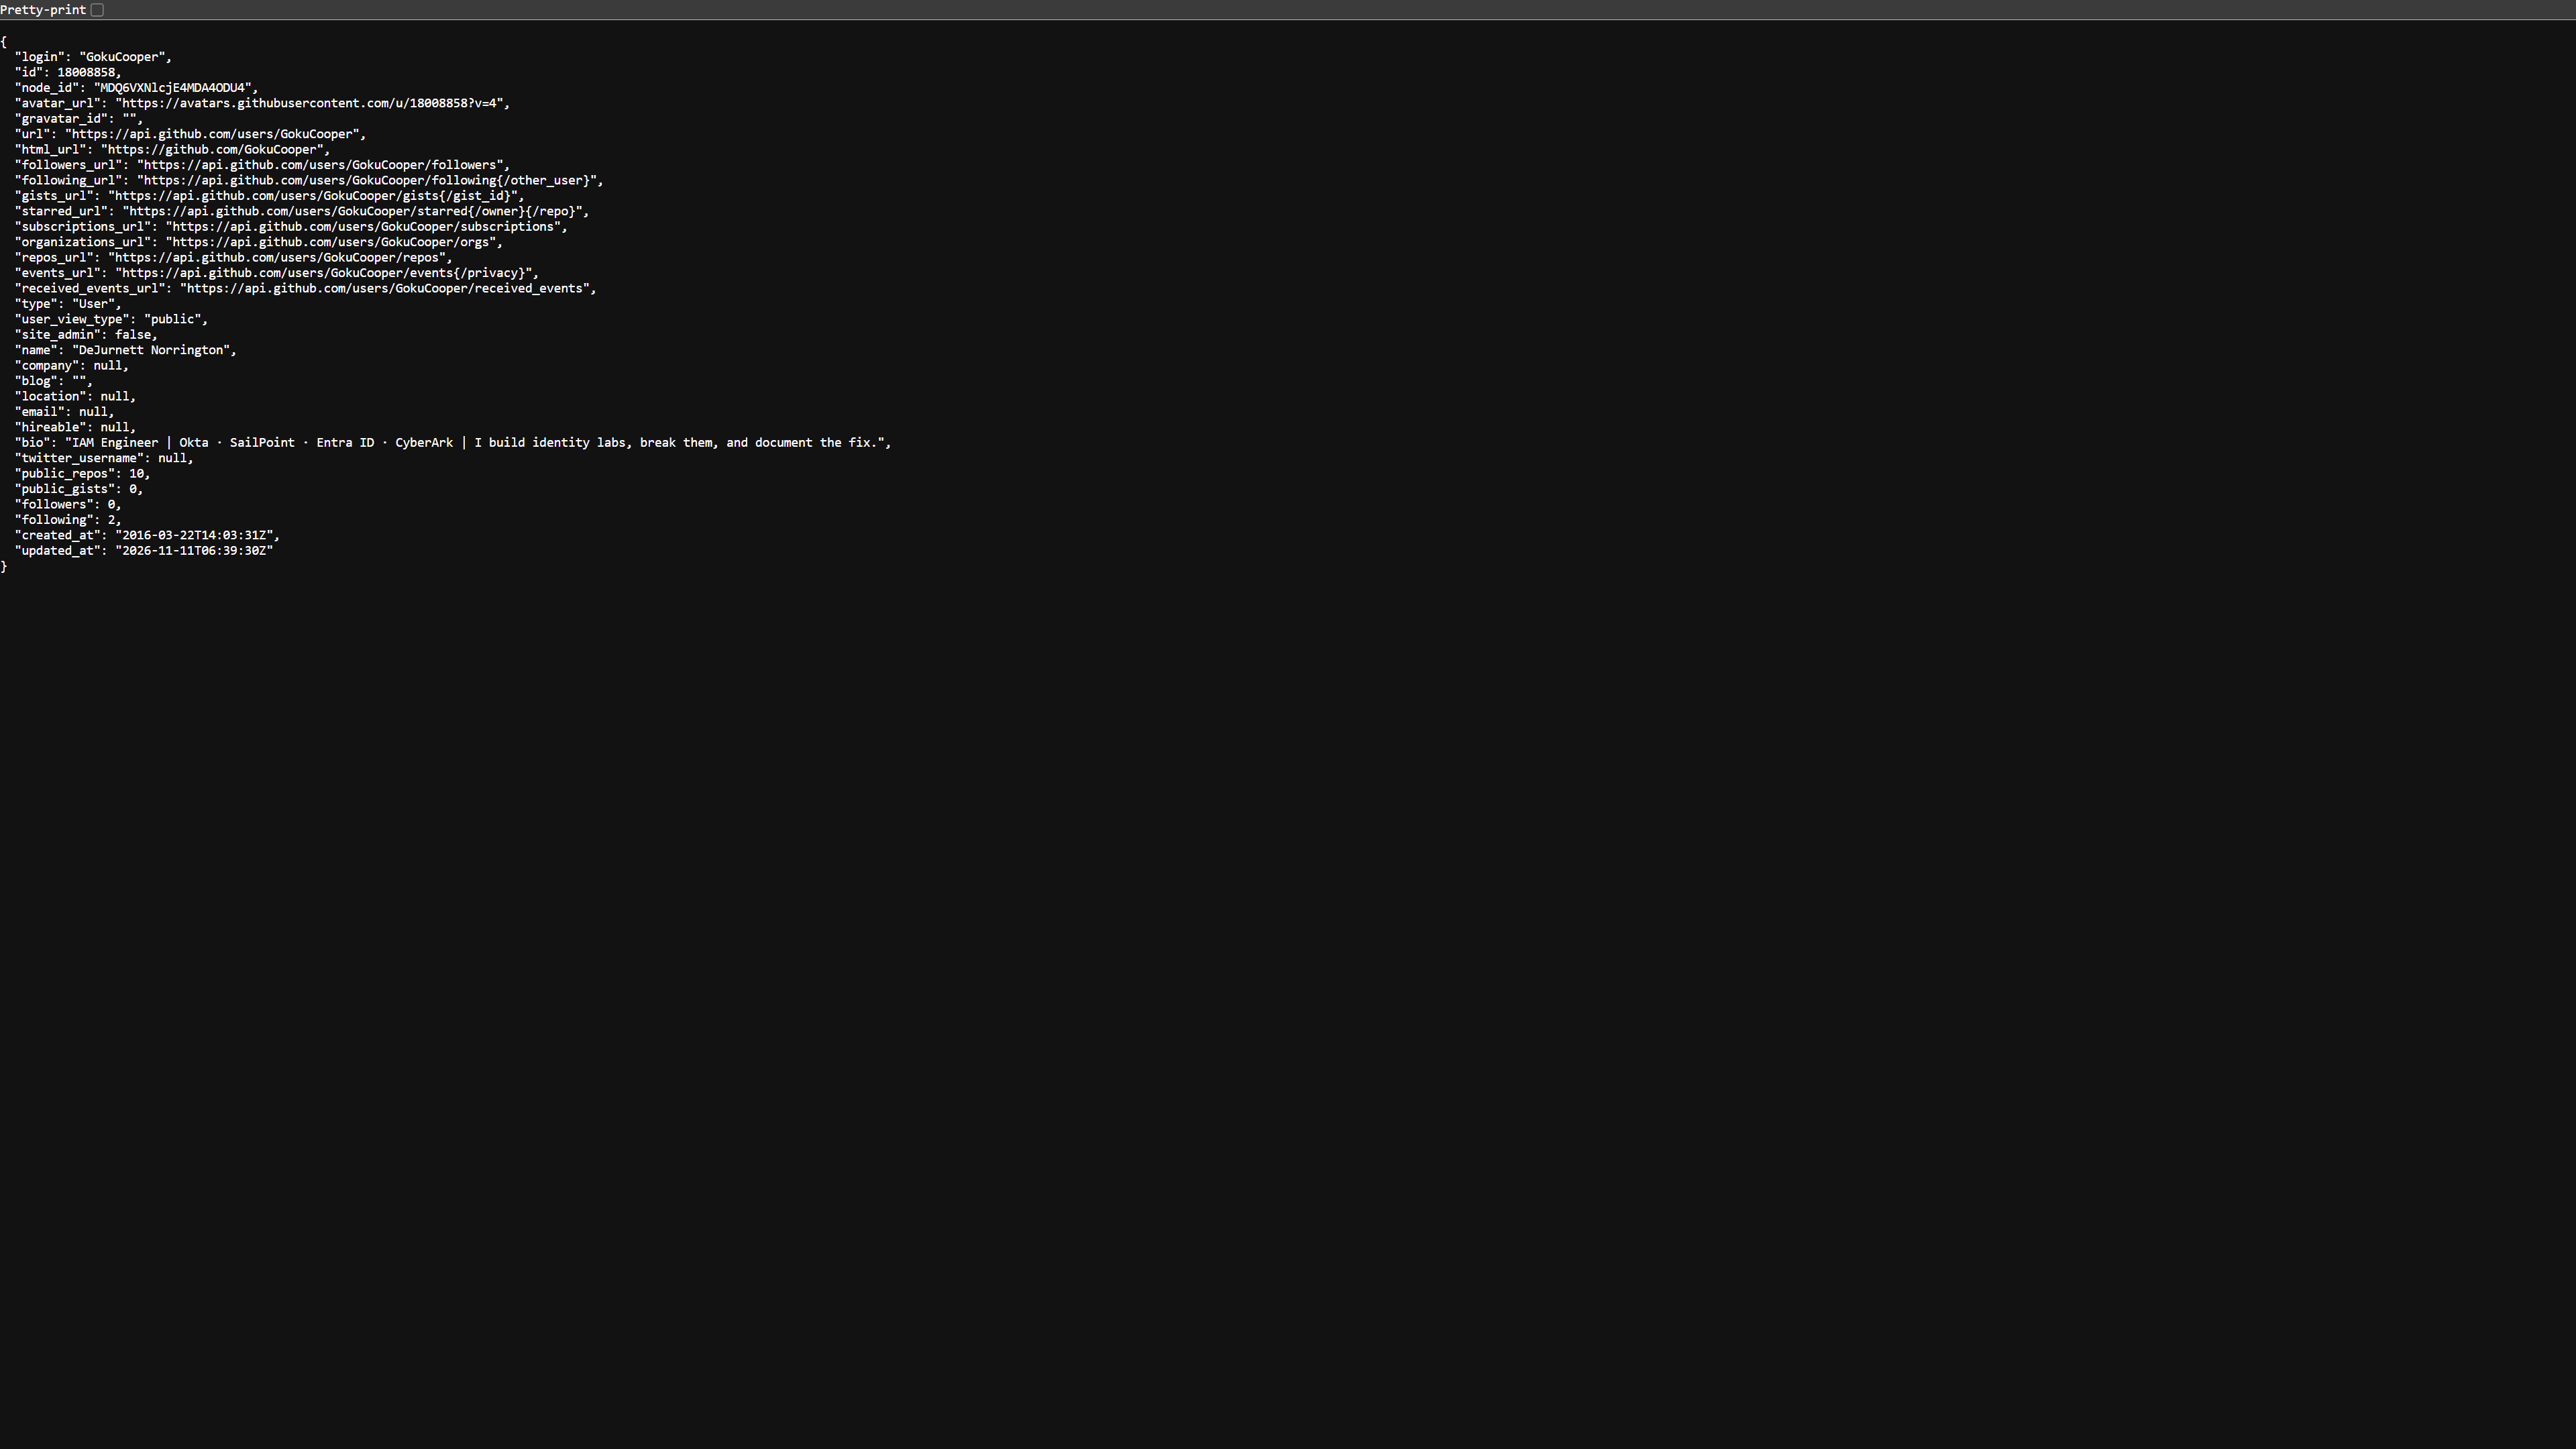 Pretty-print
{
  "login": "GokuCooper",
  "id": 18008858,
  "node_id": "MDQ6VXNlcjE4MDA4ODU4",
  "avatar_url": "https://avatars.githubusercontent.com/u/18008858?v=4",
  "gravatar_id": "",
  "url": "https://api.github.com/users/GokuCooper",
  "html_url": "https://github.com/GokuCooper",
  "followers_url": "https://api.github.com/users/GokuCooper/followers",
  "following_url": "https://api.github.com/users/GokuCooper/following{/other_user}",
  "gists_url": "https://api.github.com/users/GokuCooper/gists{/gist_id}",
  "starred_url": "https://api.github.com/users/GokuCooper/starred{/owner}{/repo}",
  "subscriptions_url": "https://api.github.com/users/GokuCooper/subscriptions",
  "organizations_url": "https://api.github.com/users/GokuCooper/orgs",
  "repos_url": "https://api.github.com/users/GokuCooper/repos",
  "events_url": "https://api.github.com/users/GokuCooper/events{/privacy}",
  "received_events_url": "https://api.github.com/users/GokuCooper/received_events",
  "type": "User",
  "user_view_type": "public",
  "site_admin": false,
  "name": "DeJurnett Norrington",
  "company": null,
  "blog": "",
  "location": null,
  "email": null,
  "hireable": null,
  "bio": "IAM Engineer | Okta · SailPoint · Entra ID · CyberArk | I build identity labs, break them, and document the fix.",
  "twitter_username": null,
  "public_repos": 10,
  "public_gists": 0,
  "followers": 0,
  "following": 2,
  "created_at": "2016-03-22T14:03:31Z",
  "updated_at": "2026-11-11T06:39:30Z"
}